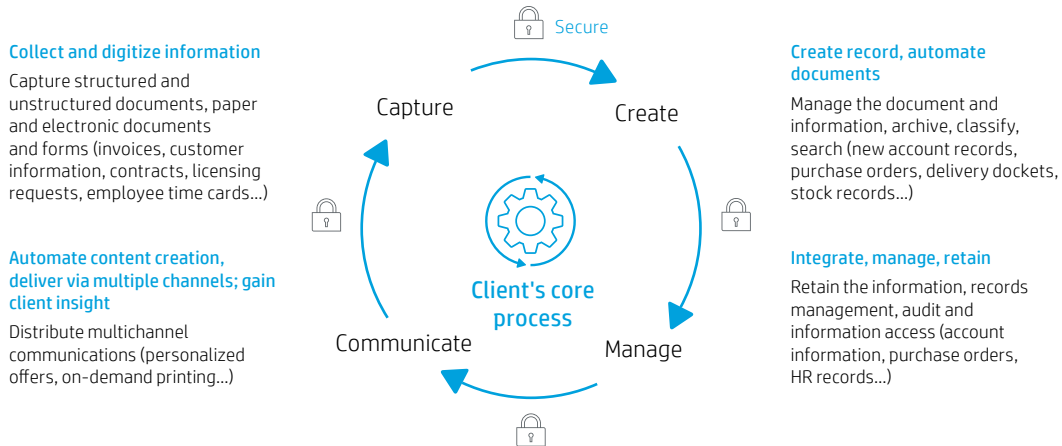 Secure
Collect and digitize information
Capture structured and
unstructured documents, paper
and electronic documents
and forms (invoices, customer
information, contracts, licensing
requests, employee time cards...)
Capture
Create
Create record, automate
documents
Manage the document and
information, archive, classify,
search (new account records,
purchase orders, delivery dockets,
stock records...)
Client's core
process
Automate content creation,
deliver via multiple channels; gain
client insight
Distribute multichannel
communications (personalized
offers, on-demand printing...)
Communicate
Manage
Integrate, manage, retain
Retain the information, records
management, audit and
information access (account
information, purchase orders,
HR records...)